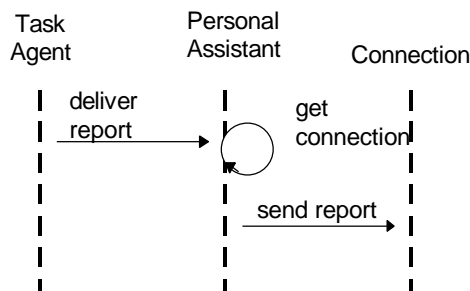 Task
Agent
Personal
Assistant
Connection
deliver
report
get
connection
send report